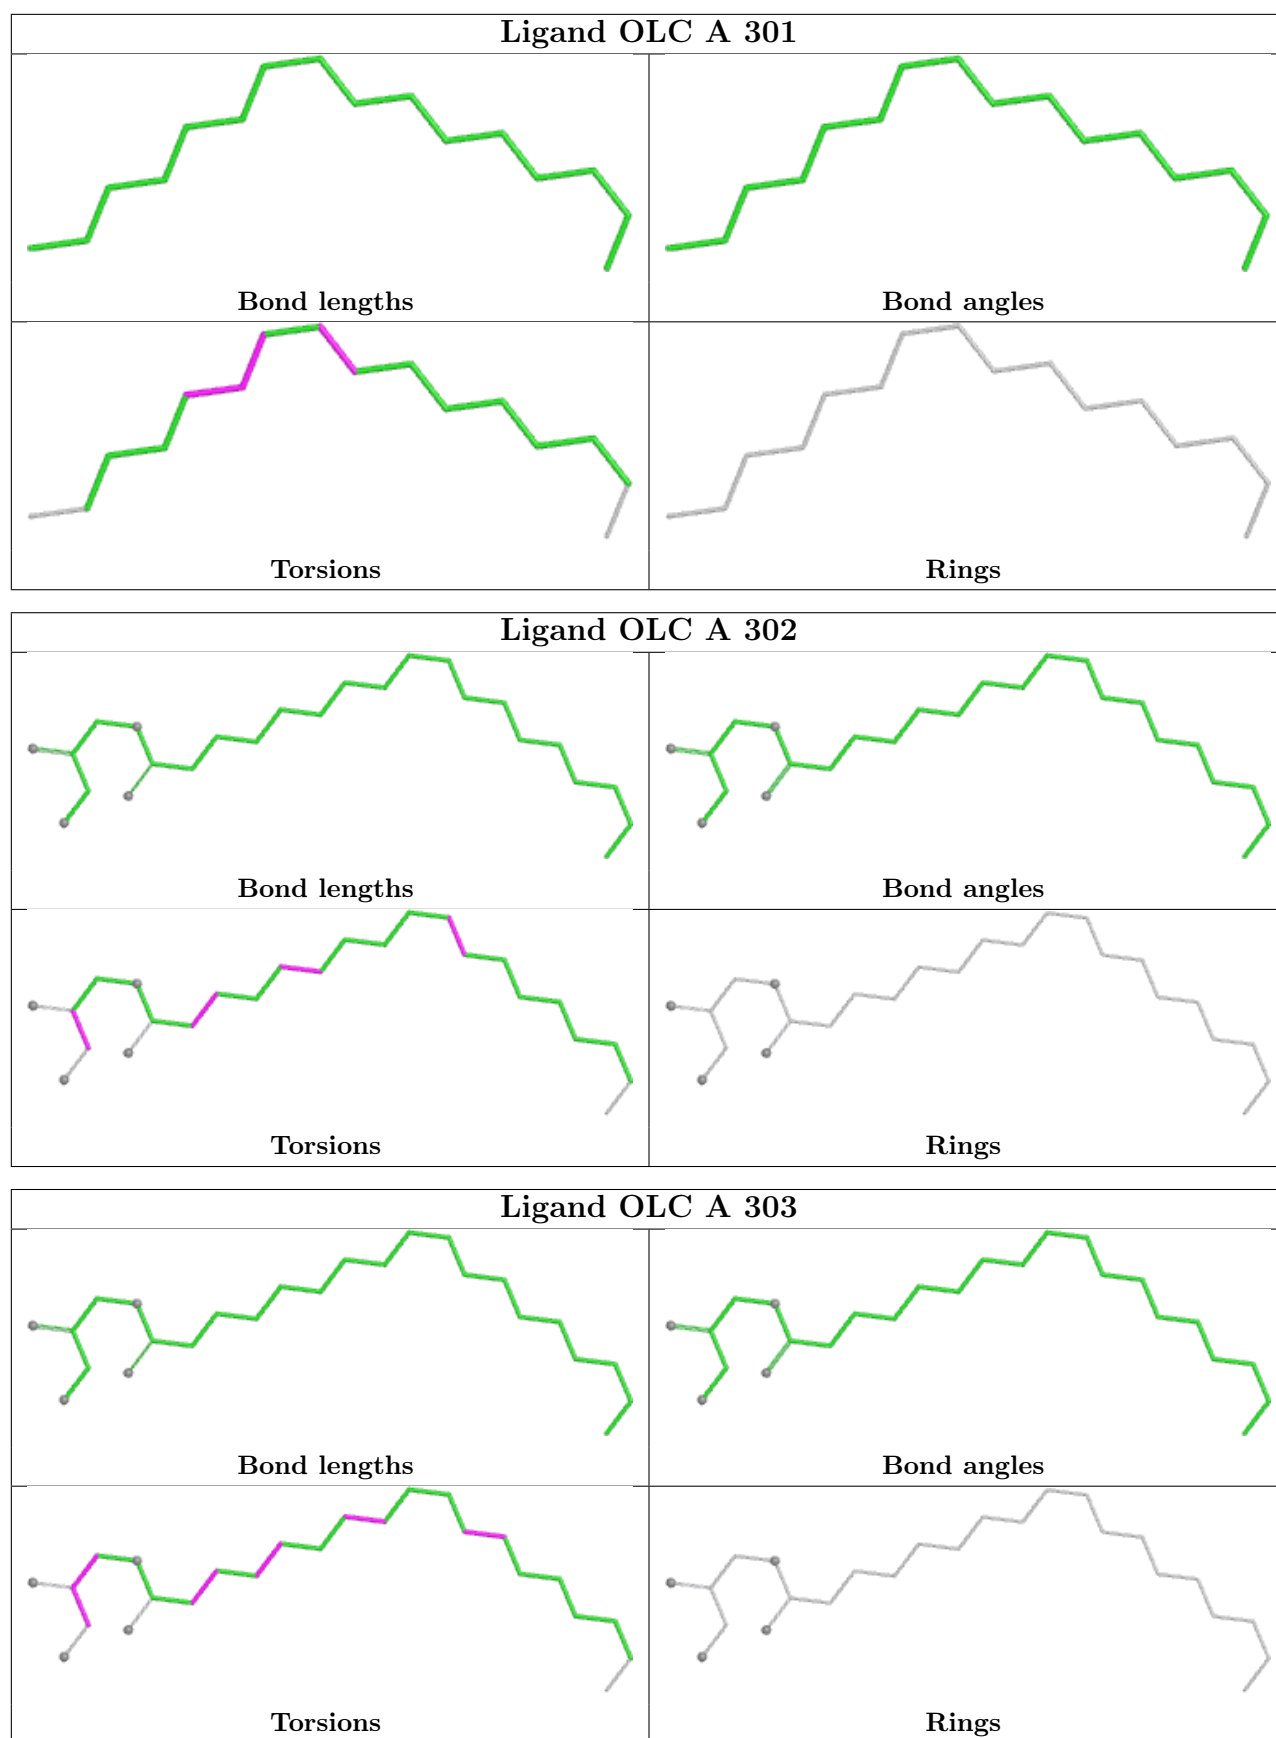 Ligand OLC A 301
Bond lengths
Bond angles
Torsions
Rings
Ligand OLC A 302
Bond lengths
Bond angles
Torsions
Rings
Ligand OLC A 303
Bond lengths
Bond angles
Torsions
Rings